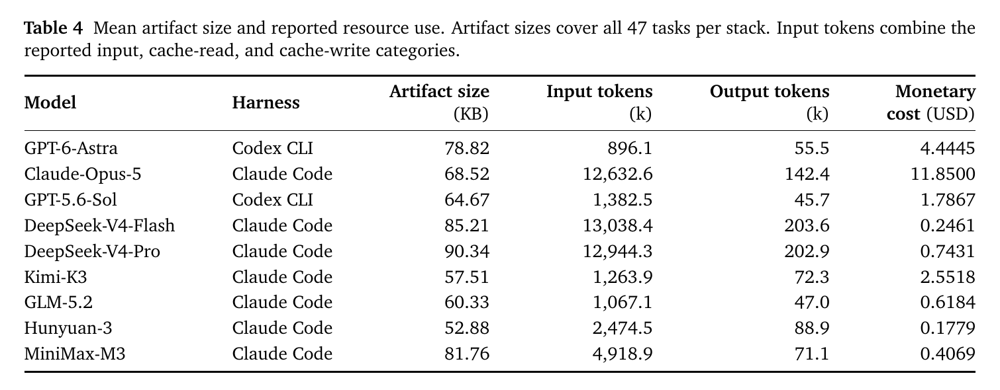 Table 4 Mean artifact size and reported resource use. Artifact sizes cover all 47 tasks per stack. Input tokens combine the
reported input, cache-read, and cache-write categories.
Model Harness Artifact size (KB) Input tokens (k) Output tokens (k) Monetary cost (USD)
GPT-6-Astra Codex CLI 78.82 896.1 55.5 4.4445
Claude-Opus-5 Claude Code 68.52 12,632.6 142.4 11.8500
GPT-5.6-Sol Codex CLI 64.67 1,382.5 45.7 1.7867
DeepSeek-V4-Flash Claude Code 85.21 13,038.4 203.6 0.2461
DeepSeek-V4-Pro Claude Code 90.34 12,944.3 202.9 0.7431
Kimi-K3 Claude Code 57.51 1,263.9 72.3 2.5518
GLM-5.2 Claude Code 60.33 1,067.1 47.0 0.6184
Hunyuan-3 Claude Code 52.88 2,474.5 88.9 0.1779
MiniMax-M3 Claude Code 81.76 4,918.9 71.1 0.4069